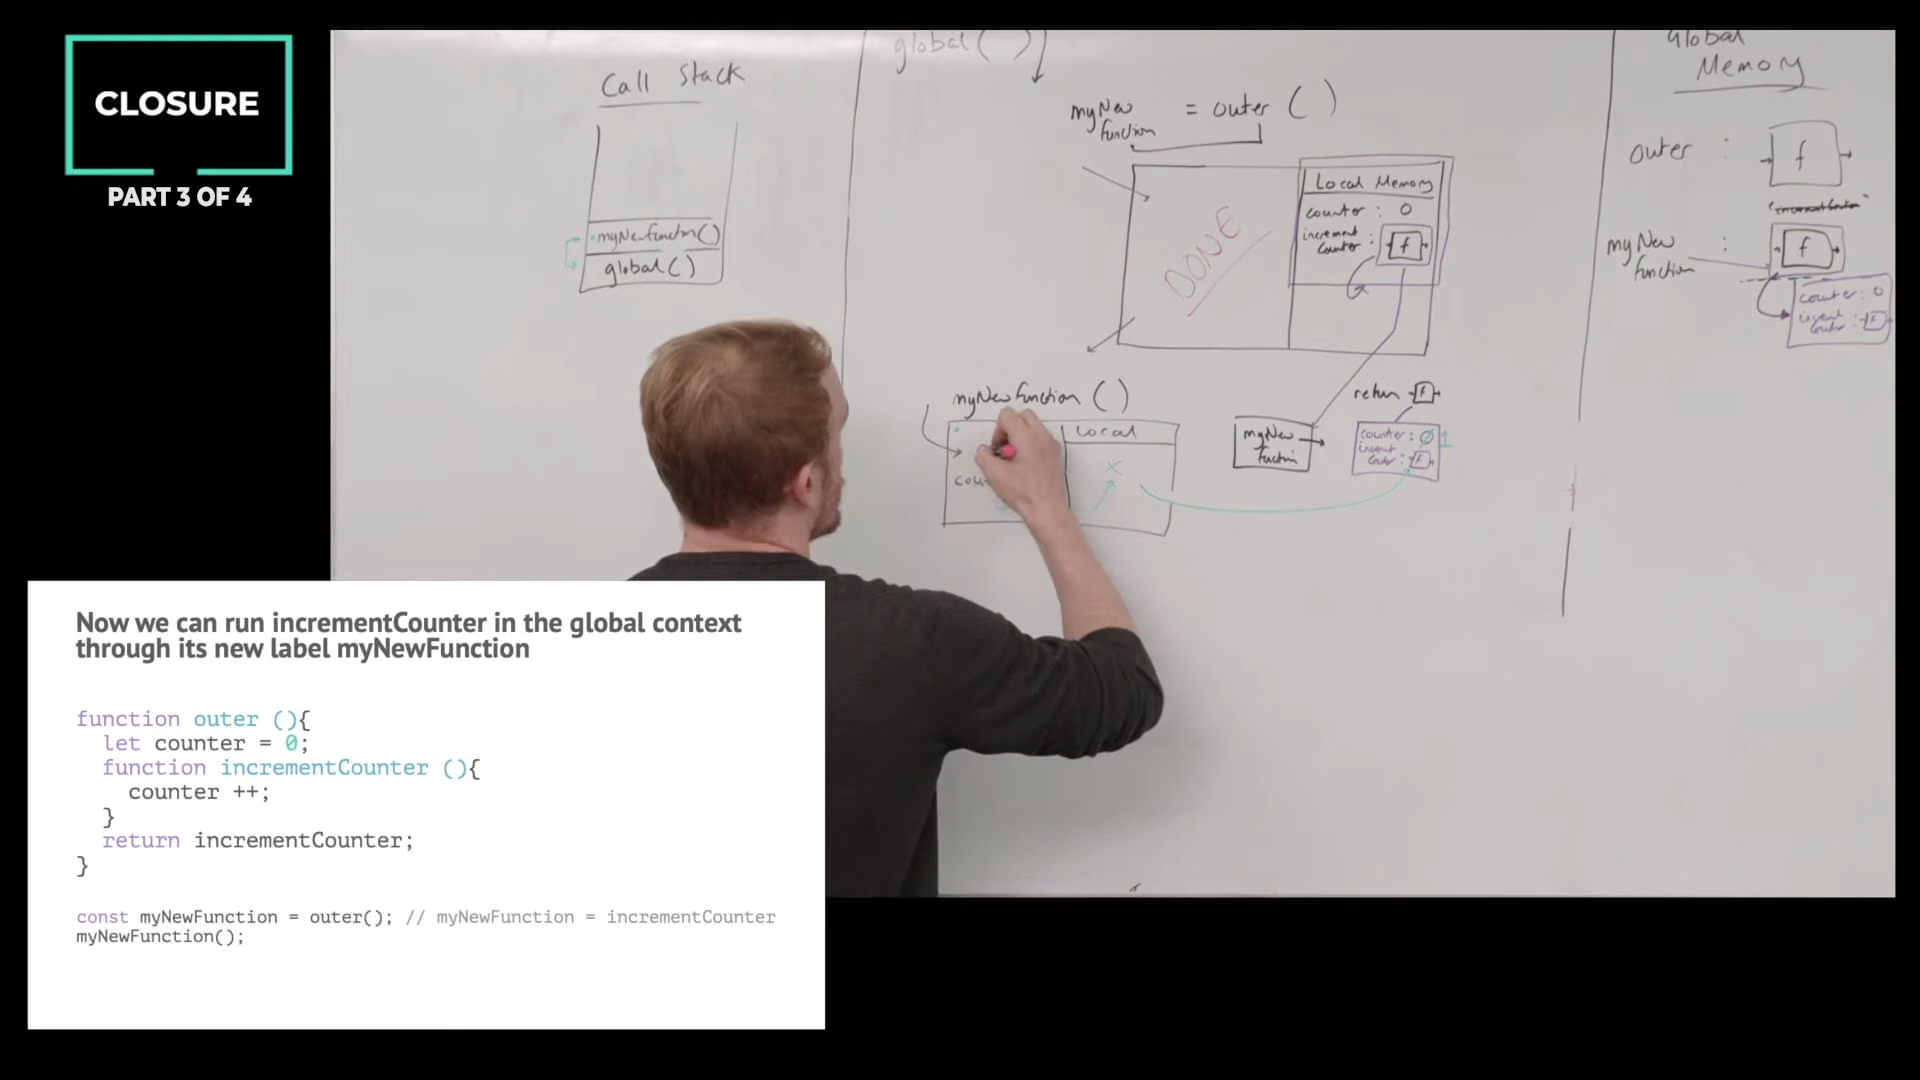 CLOSURE
PART 3 OF 4
Call Stack
myNewfunctn()
global()
global( )
myNew
function
= outer ( )
DONE
Local Memory
counter : 0
increment
Counter : f
myNewfunction ( )
Local
cou
x
myNew
return f
counter : 0 1
f
Global
Memory
outer : f
myNew
function : f
counter : 0
f
Now we can run incrementCounter in the global context
through its new label myNewFunction
function outer (){
let counter = 0;
function incrementCounter (){
counter ++;
}
return incrementCounter;
}
const myNewFunction = outer(); // myNewFunction = incrementCounter
myNewFunction();